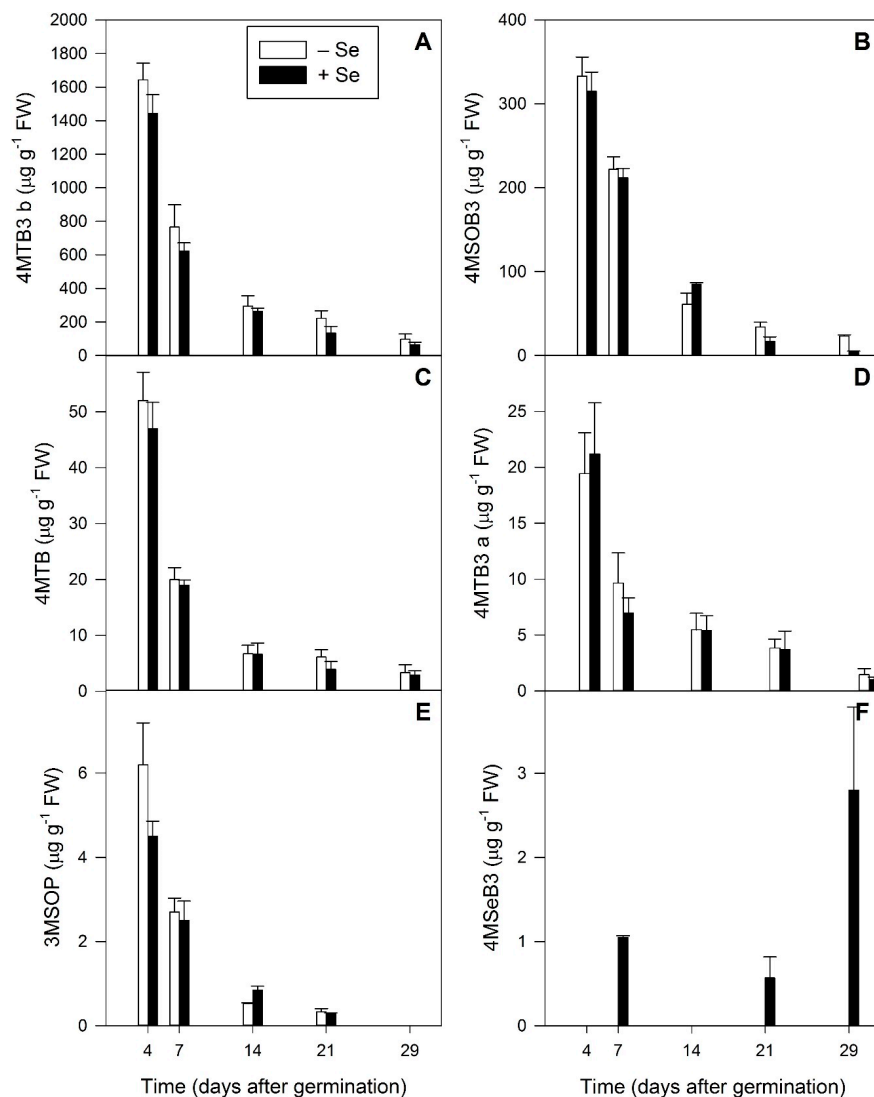 A
– Se
+ Se
2000
1800
1600
1400
1200
1000
800
600
400
200
0
4MTB3 b (µg g⁻¹ FW)
B
400
300
200
100
0
4MSOB3 (µg g⁻¹ FW)
C
50
40
30
20
10
0
4MTB (µg g⁻¹ FW)
D
25
20
15
10
5
0
4MTB3 a (µg g⁻¹ FW)
E
6
4
2
0
3MSOP (µg g⁻¹ FW)
4 7 14 21 29
Time (days after germination)
F
3
2
1
0
4MSeB3 (µg g⁻¹ FW)
4 7 14 21 29
Time (days after germination)